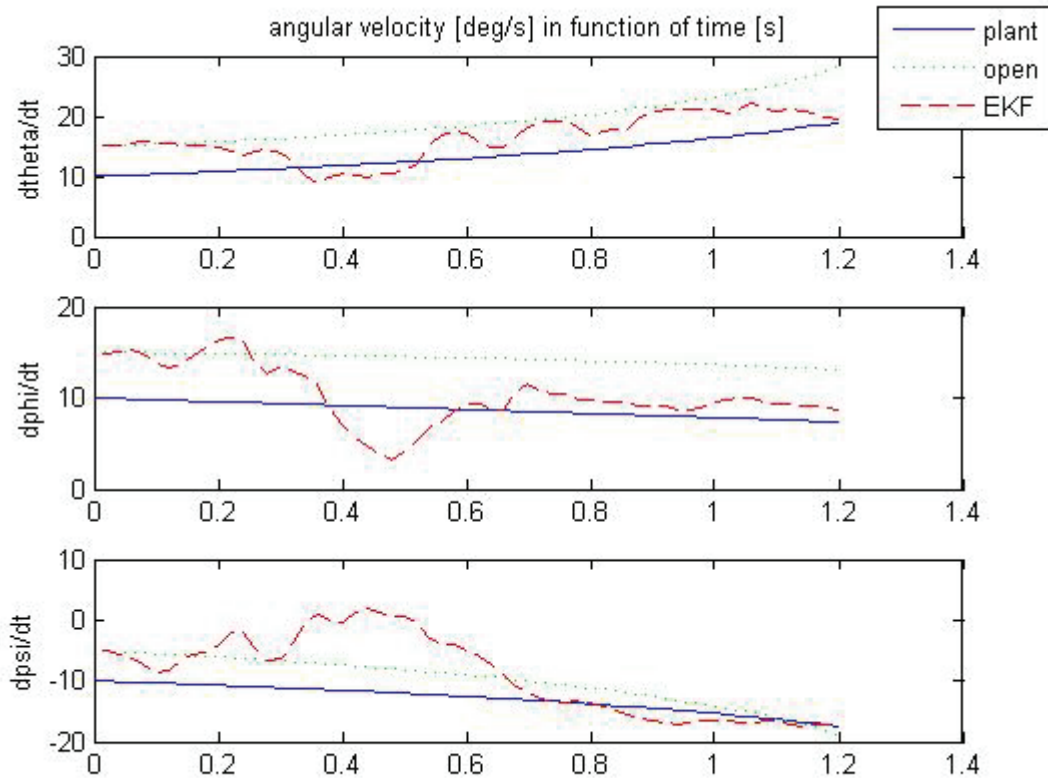 angular velocity [deg/s] in function of time [s]
plant
open
EKF
dtheta/dt
30
20
10
0
0 0.2 0.4 0.6 0.8 1 1.2 1.4
dphi/dt
20
10
0
0 0.2 0.4 0.6 0.8 1 1.2 1.4
dpsi/dt
10
0
-10
-20
0 0.2 0.4 0.6 0.8 1 1.2 1.4